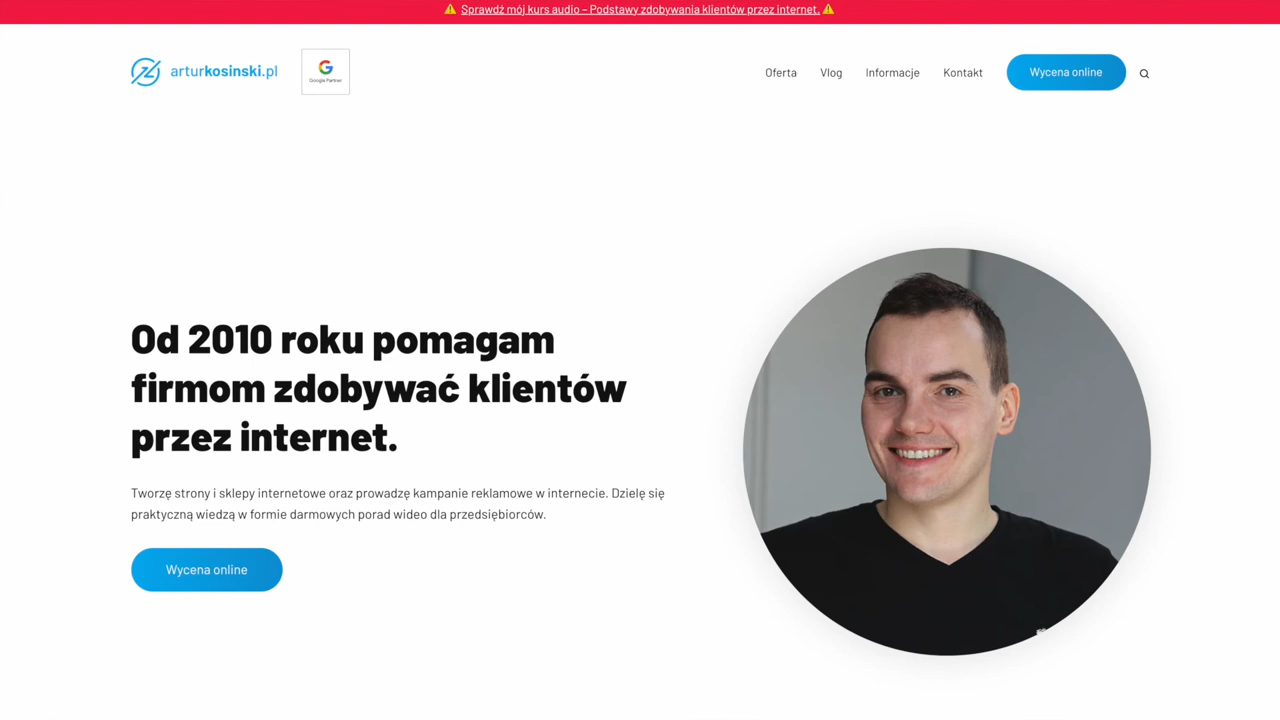 ⚠️ Sprawdź mój kurs audio – Podstawy zdobywania klientów przez internet. ⚠️
arturkosinski.pl
Google Partner
Oferta
Vlog
Informacje
Kontakt
Wycena online
Od 2010 roku pomagam
firmom zdobywać klientów
przez internet.
Tworzę strony i sklepy internetowe oraz prowadzę kampanie reklamowe w internecie. Dzielę się
praktyczną wiedzą w formie darmowych porad wideo dla przedsiębiorców.
Wycena online